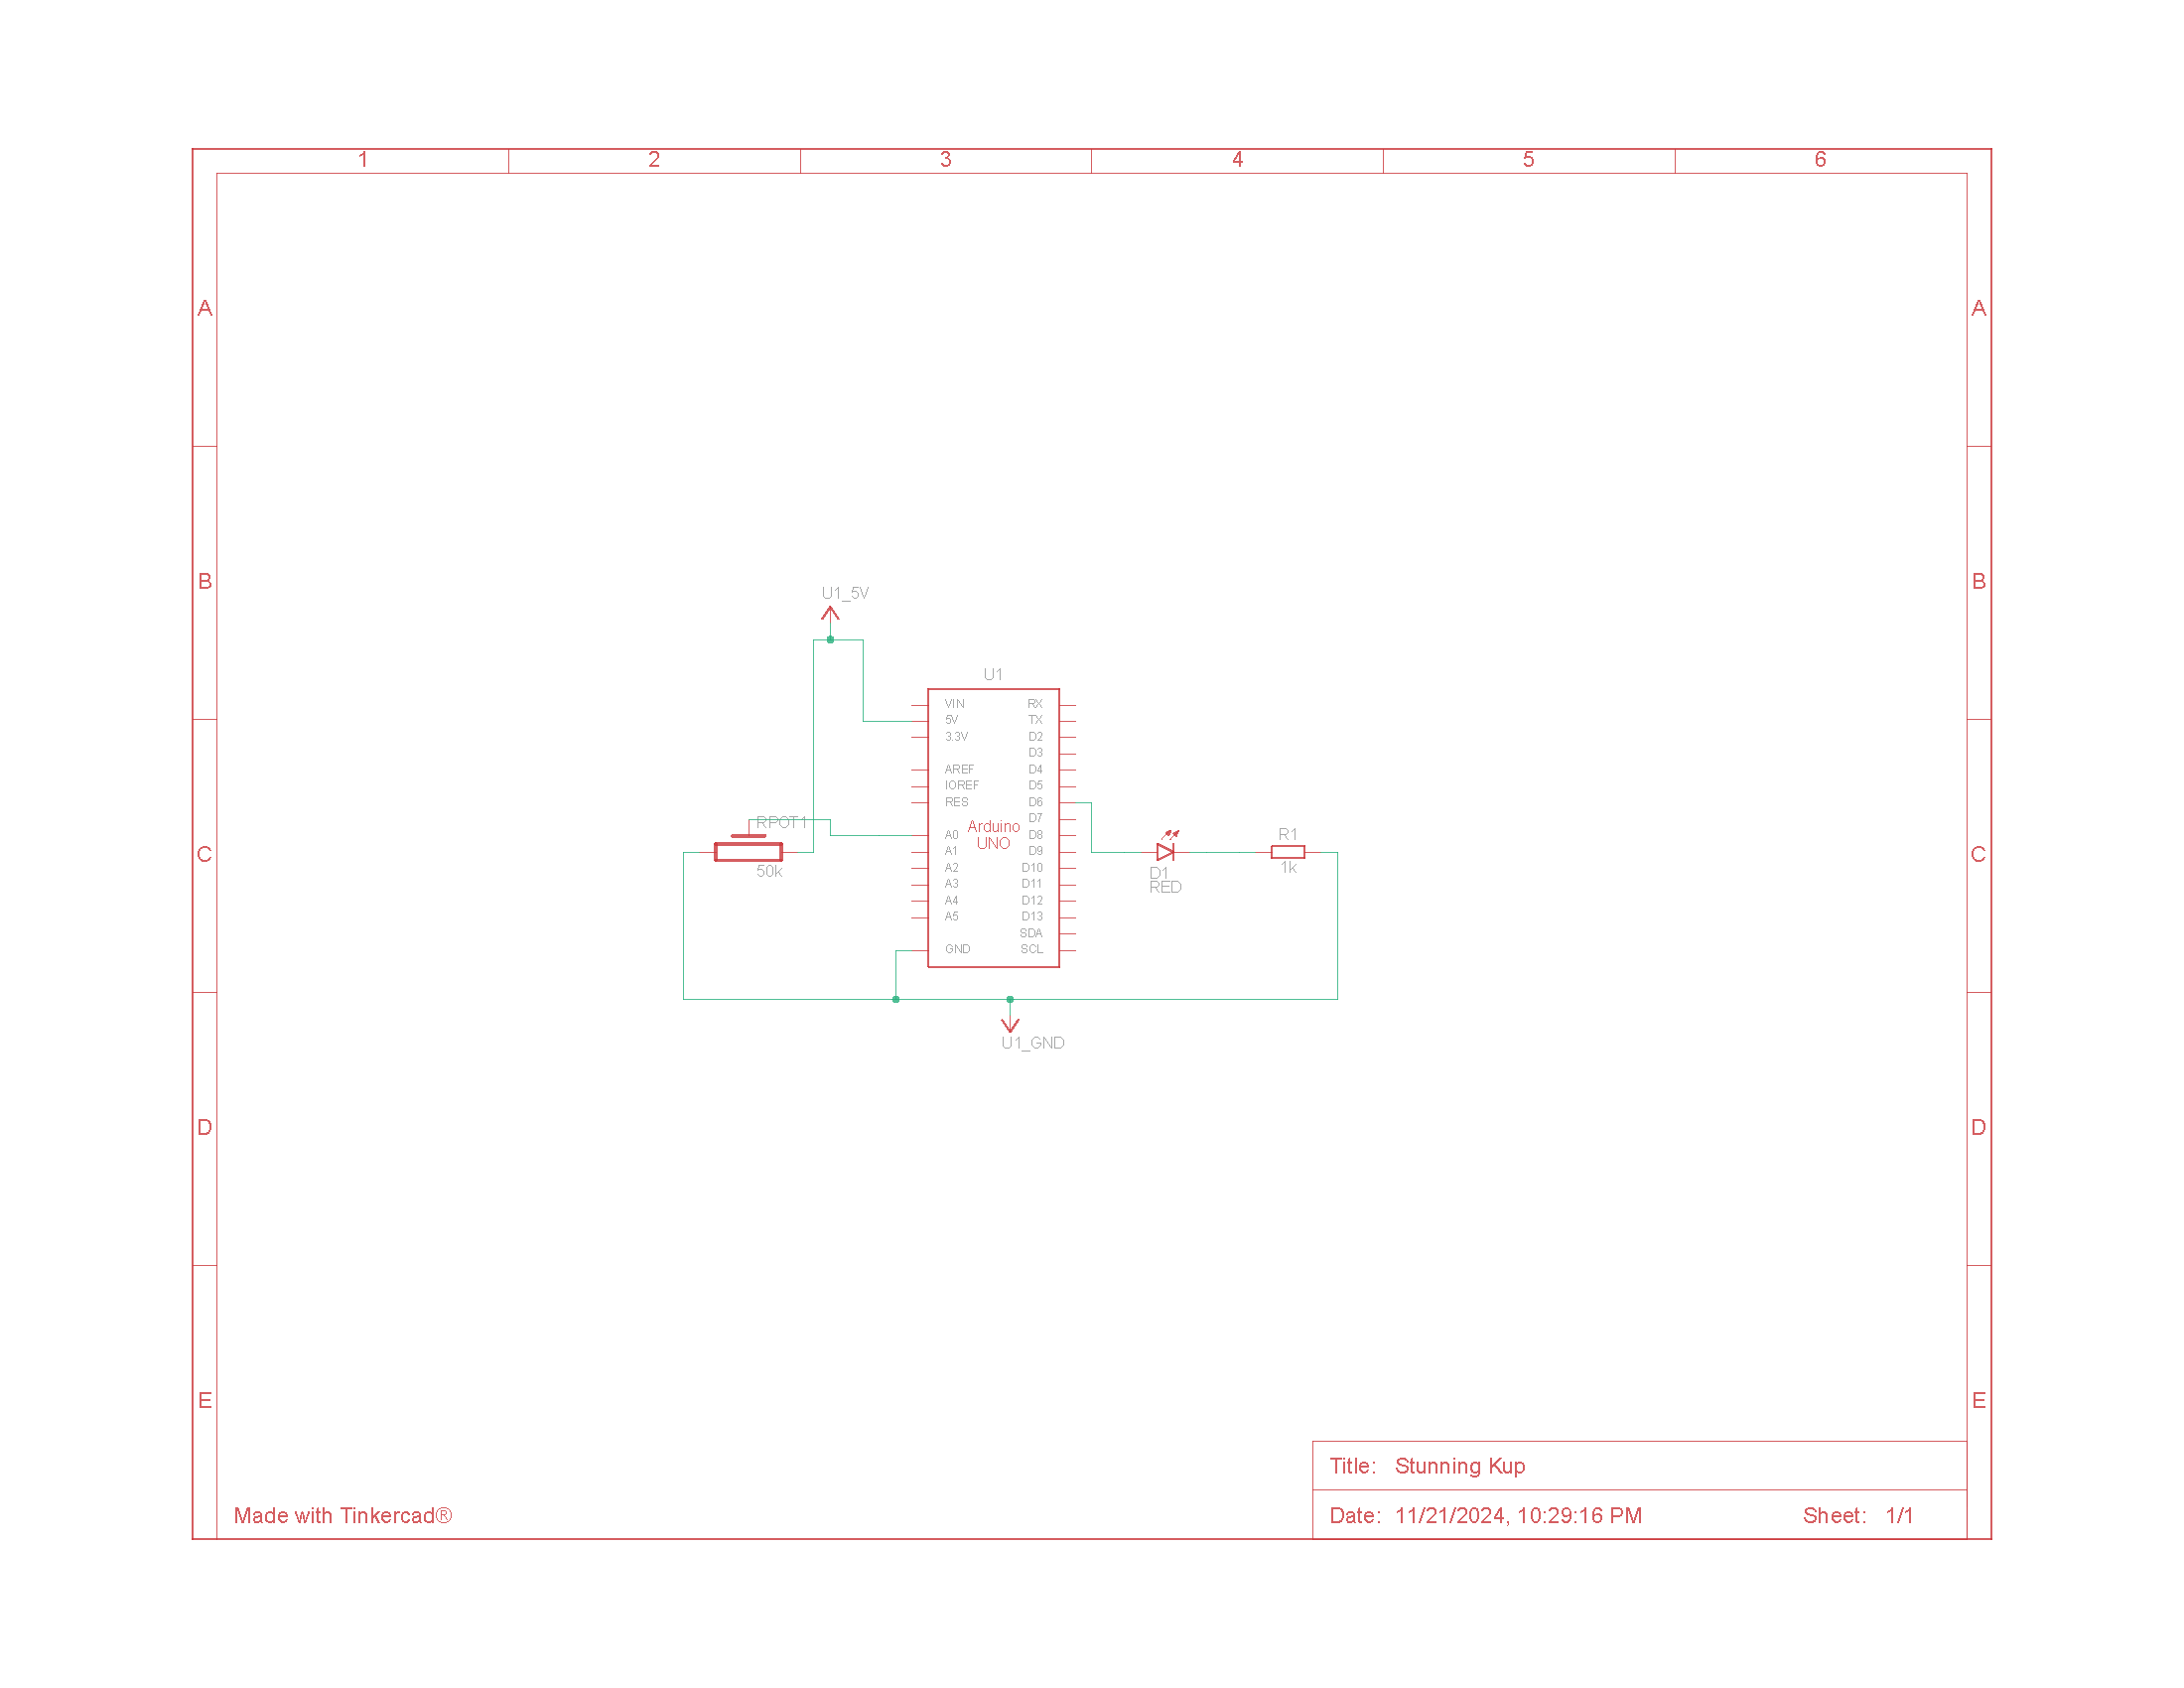 1 2 3 4 5 6
A A
B B
U1_5V
U1
VIN RX
5V TX
3.3V D2
D3
AREF D4
IOREF D5
RES D6
D7
RPOT1
Arduino
UNO
A0 D8
A1 D9
A2 D10
A3 D11
A4 D12
A5 D13
SDA
GND SCL
50k
R1
1k
D1
RED
C C
U1_GND
D D
E E
Title: Stunning Kup
Date: 11/21/2024, 10:29:16 PM Sheet: 1/1
Made with Tinkercad®